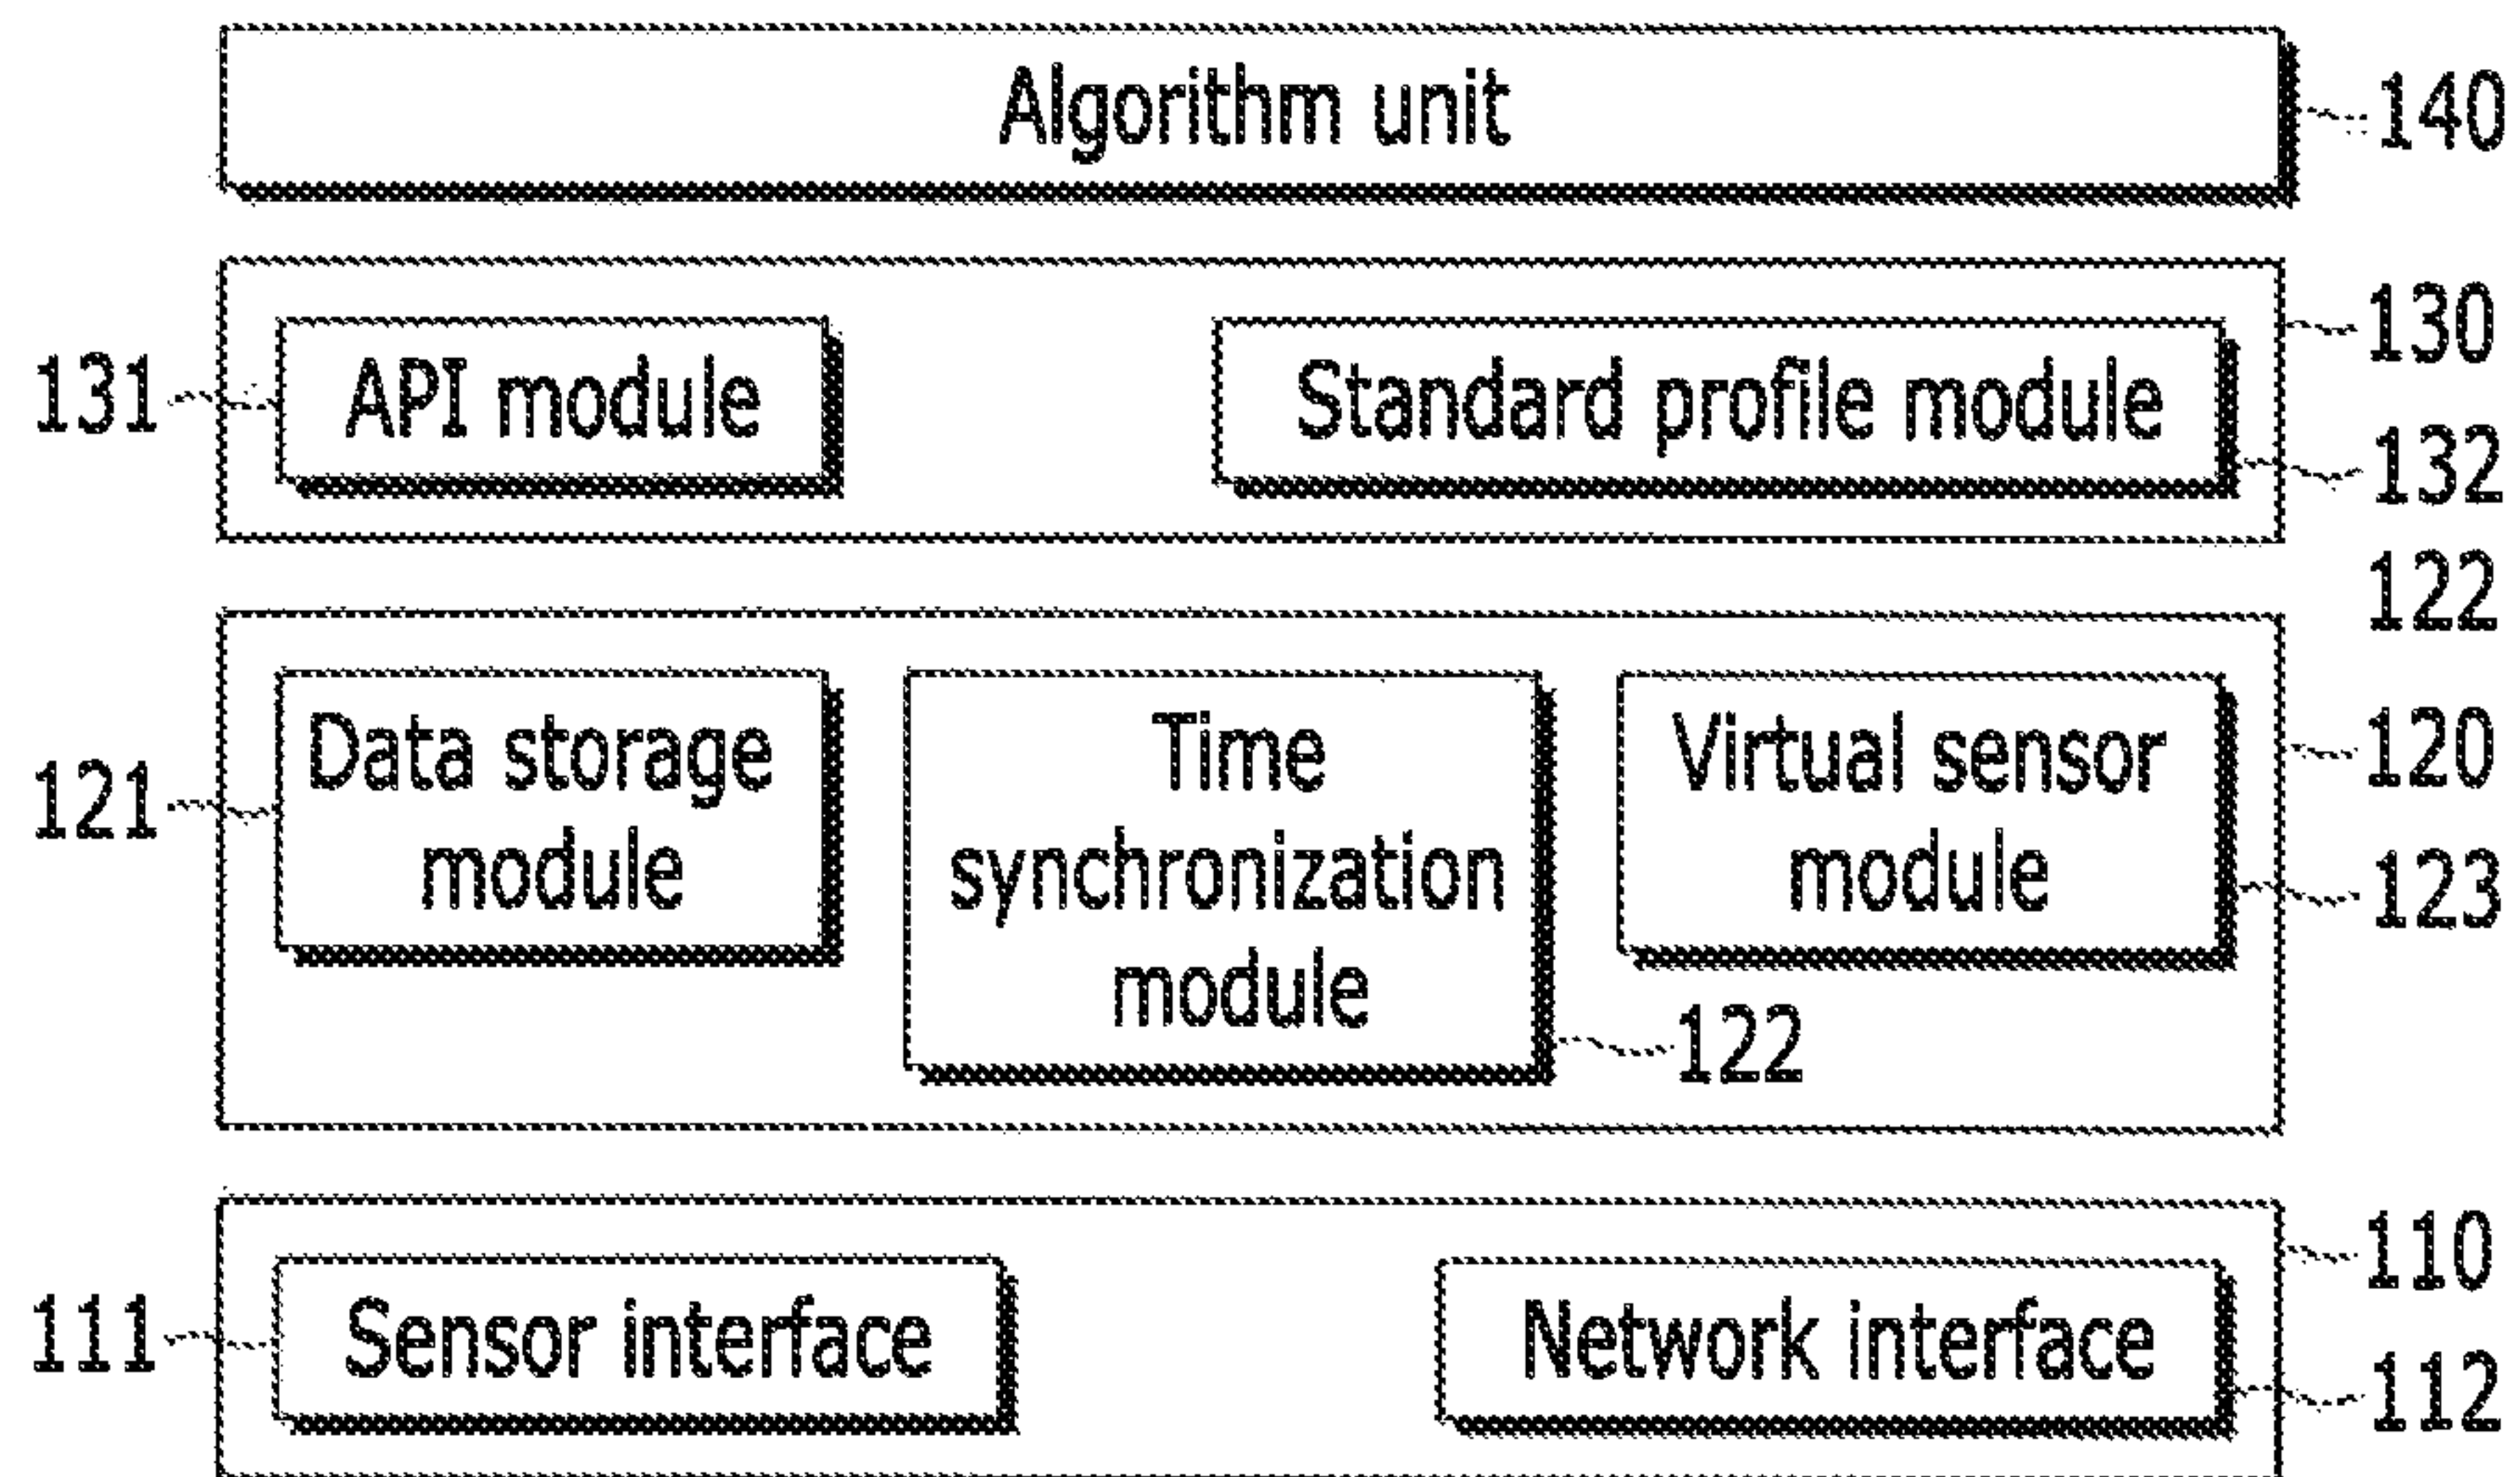 Algorithm unit
140
130
131
API module
Standard profile module
132
122
Data storage
module
Time
synchronization
module
Virtual sensor
module
120
121
123
122
110
111
Sensor interface
Network interface
112